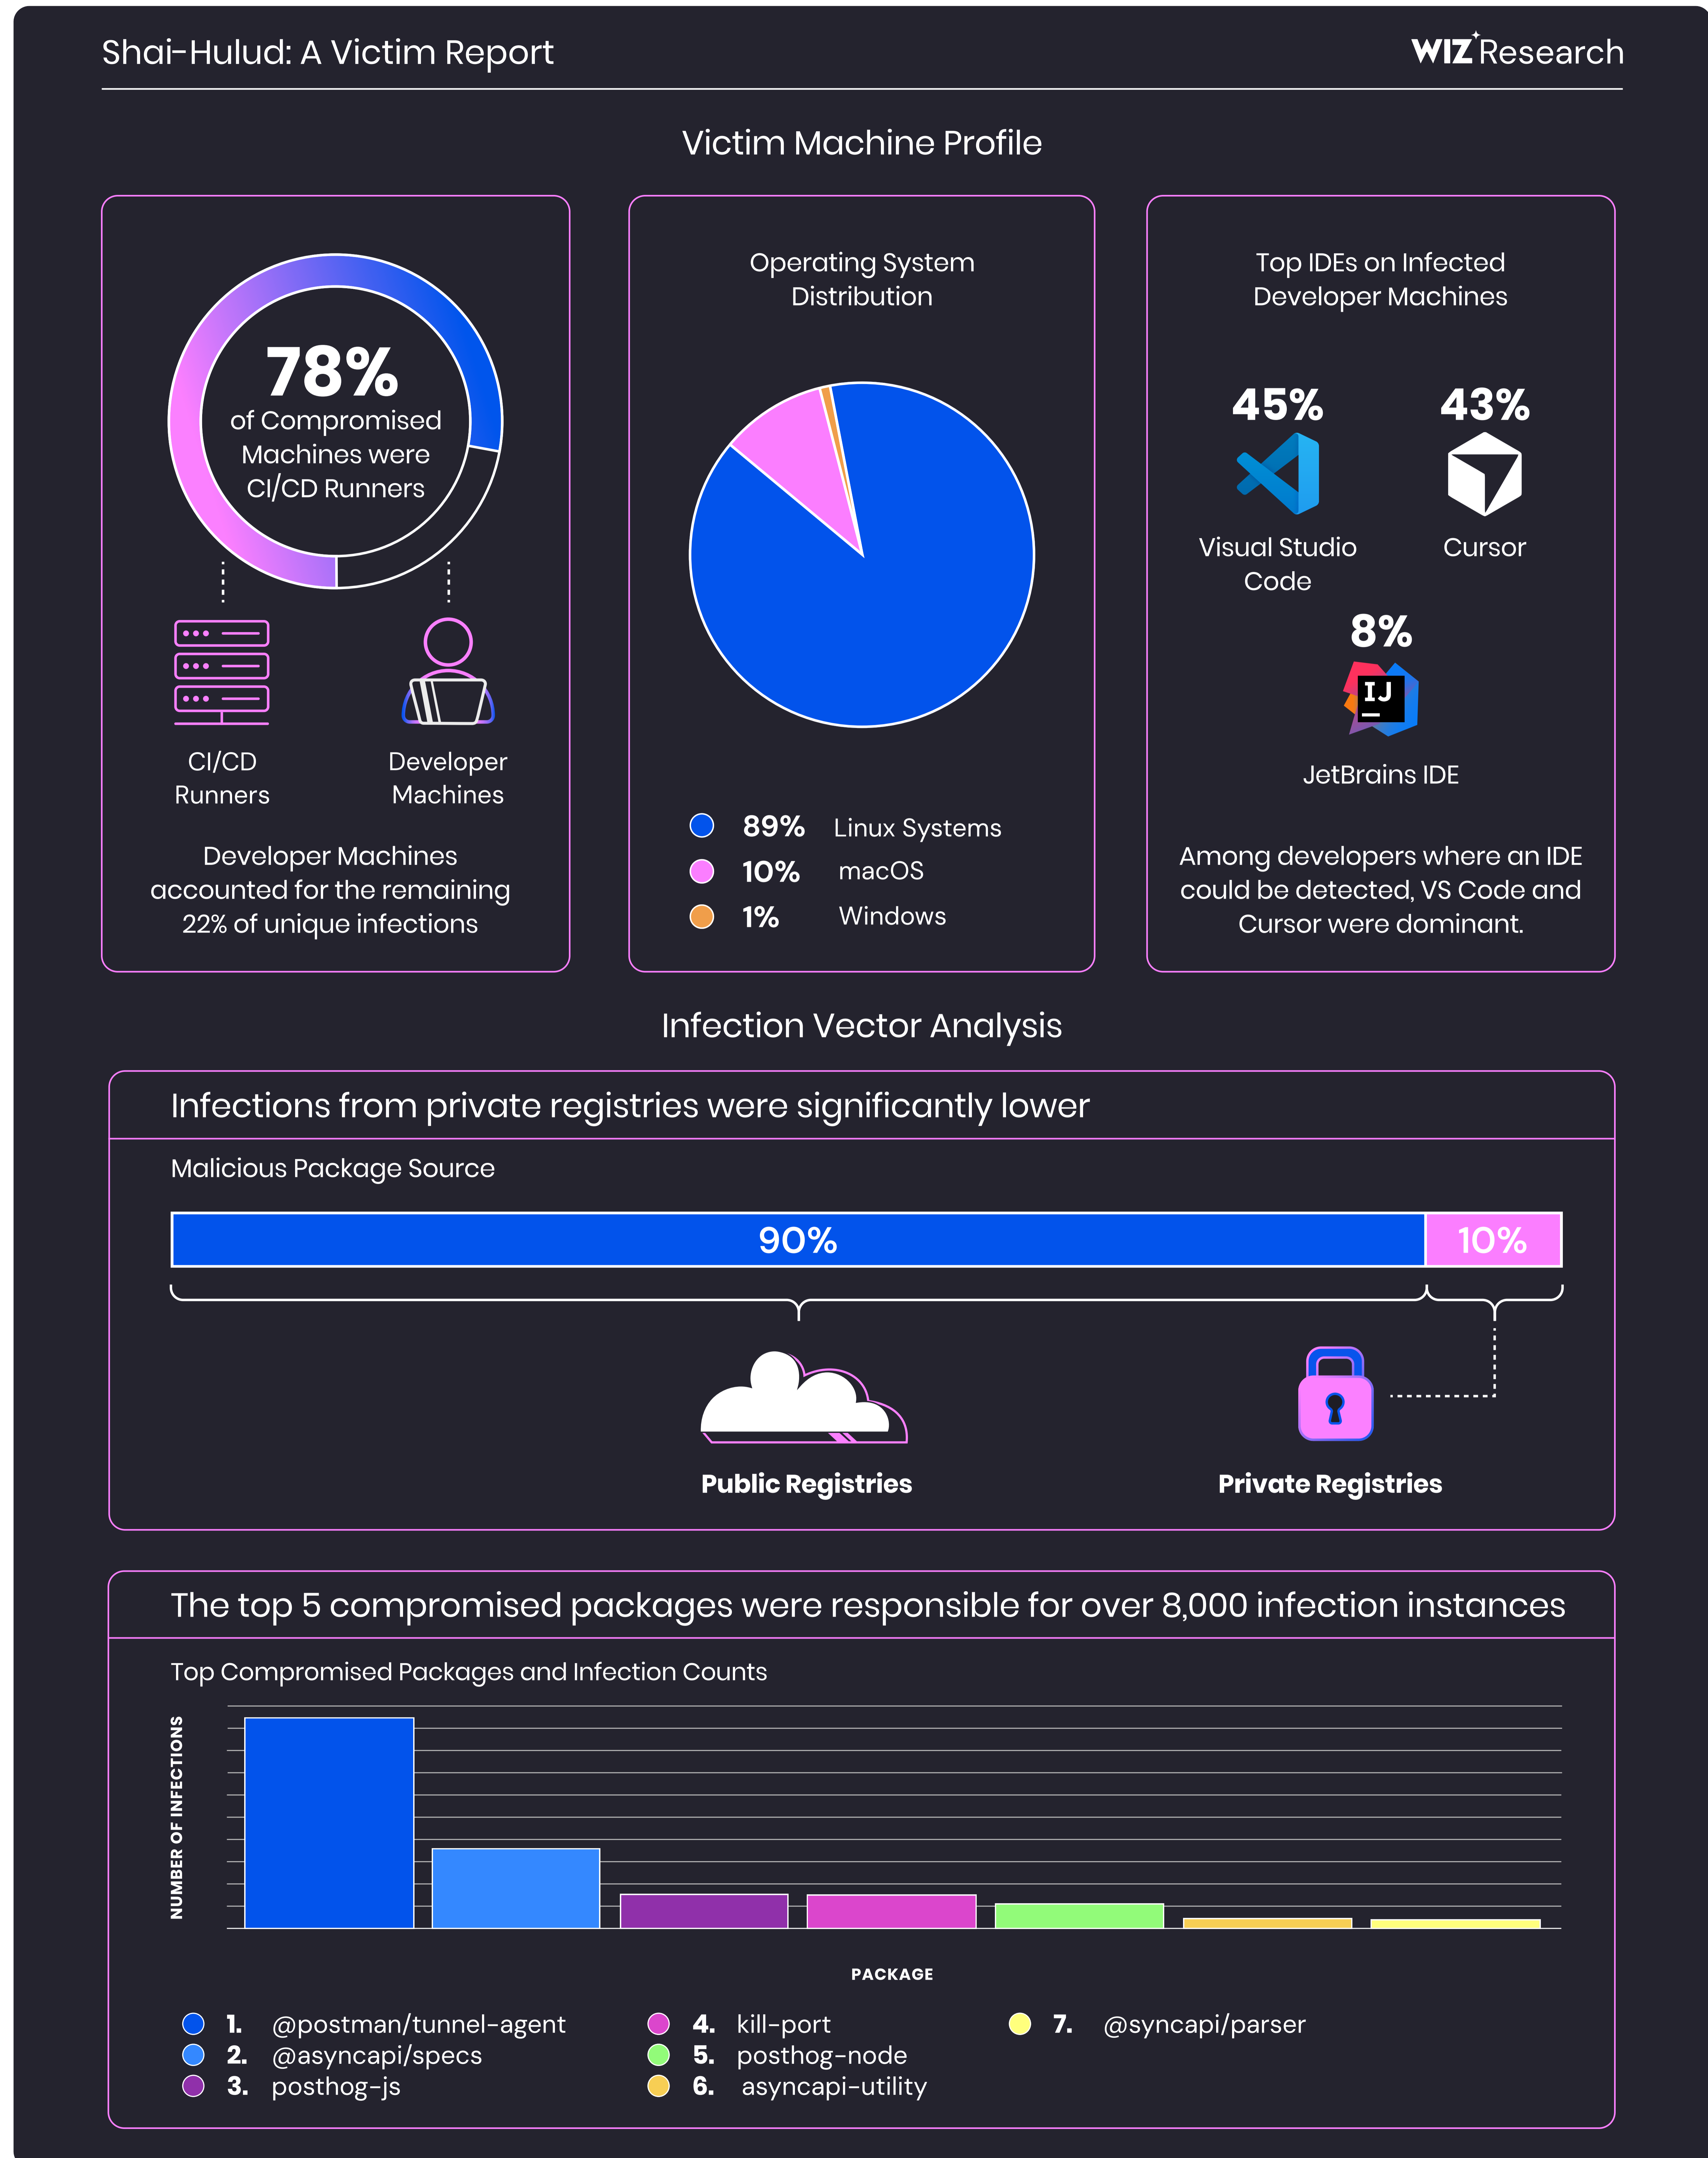 Shai-Hulud: A Victim Report
WIZ Research
Victim Machine Profile
78%
of Compromised
Machines were
CI/CD Runners
CI/CD
Runners
Developer
Machines
Developer Machines
accounted for the remaining
22% of unique infections
Operating System
Distribution
89% Linux Systems
10% macOS
1% Windows
Top IDEs on Infected
Developer Machines
45%
Visual Studio
Code
43%
Cursor
8%
IJ
JetBrains IDE
Among developers where an IDE
could be detected, VS Code and
Cursor were dominant.
Infection Vector Analysis
Infections from private registries were significantly lower
Malicious Package Source
90%
10%
Public Registries
Private Registries
The top 5 compromised packages were responsible for over 8,000 infection instances
Top Compromised Packages and Infection Counts
NUMBER OF INFECTIONS
PACKAGE
1. @postman/tunnel-agent
2. @asyncapi/specs
3. posthog-js
4. kill-port
5. posthog-node
6. asyncapi-utility
7. @syncapi/parser